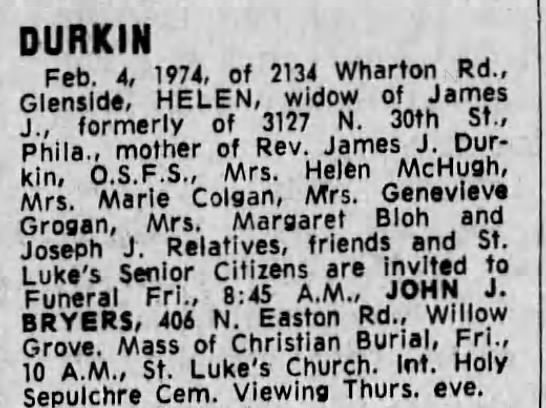 DURKIN
Feb. 4, 1974, of 2134 Wharton Rd.,
Glenside, HELEN, widow of James
J., formerly of 3127 N. 30th St.,
Phila., mother of Rev. James J. Dur-
kin, O.S.F.S., Mrs. Helen McHugh,
Mrs. Marie Colgan, Mrs. Genevieve
Grogan, Mrs. Margaret Bloh and
Joseph J. Relatives, friends and St.
Luke's Senior Citizens are invited to
Funeral Fri., 8:45 A.M., JOHN J.
BRYERS, 406 N. Easton Rd., Willow
Grove. Mass of Christian Burial, Fri.,
10 A.M., St. Luke's Church. Int. Holy
Sepulchre Cem. Viewing Thurs. eve.